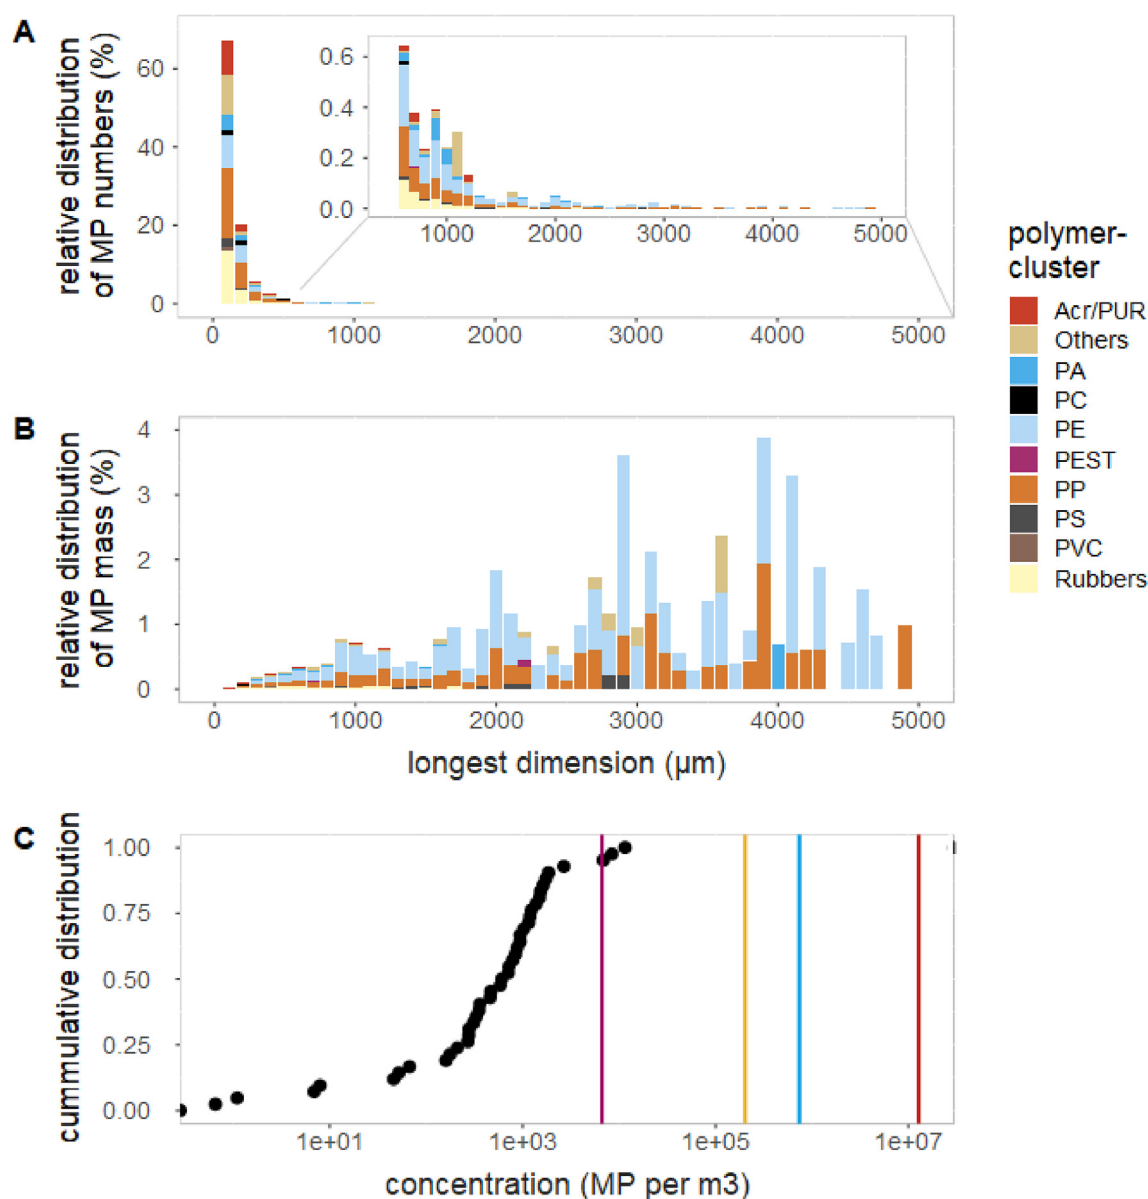 A
relative distribution
of MP numbers (%)
60
40
20
0
0.6
0.4
0.2
0.0
1000
2000
3000
4000
5000
0
1000
2000
3000
4000
5000
polymer-
cluster
Acr/PUR
Others
PA
PC
PE
PEST
PP
PS
PVC
Rubbers
B
relative distribution
of MP mass (%)
4
3
2
1
0
0
1000
2000
3000
4000
5000
longest dimension (µm)
C
cummulative distribution
1.00
0.75
0.50
0.25
0.00
1e+01
1e+03
1e+05
1e+07
concentration (MP per m3)